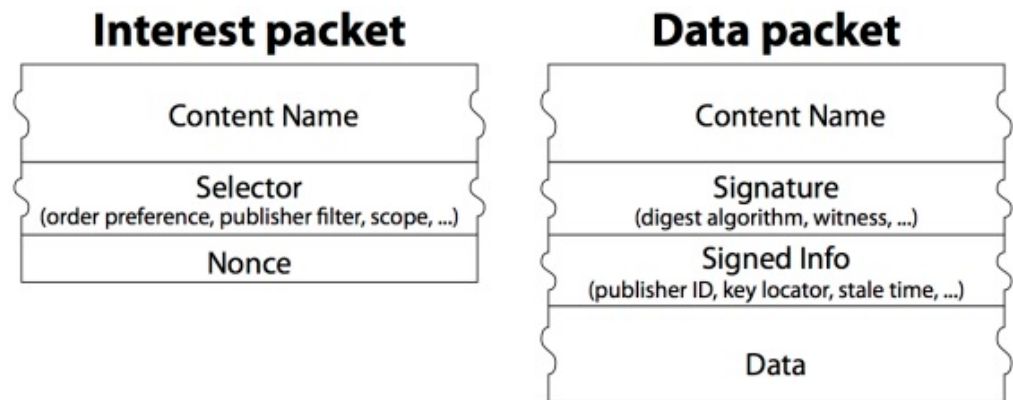 Interest packet
Content Name
Selector
(order preference, publisher filter, scope, ...)
Nonce
Data packet
Content Name
Signature
(digest algorithm, witness, ...)
Signed Info
(publisher ID, key locator, stale time, ...)
Data